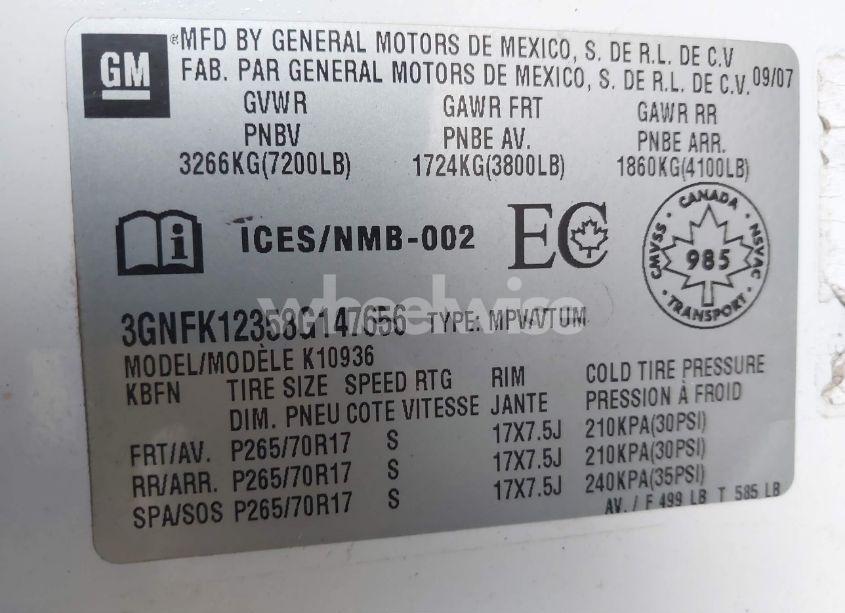 GM
®MFD BY GENERAL MOTORS DE MEXICO, S. DE R.L. DE C.V
FAB. PAR GENERAL MOTORS DE MEXICO, S. DE R.L. DE C.V. 09/07
GVWR GAWR FRT GAWR RR
PNBV PNBE AV. PNBE ARR.
3266KG(7200LB) 1724KG(3800LB) 1860KG(4100LB)
i ICES/NMB-002 EC
CANADA
CMVSS 985 NSVAC
TRANSPORT
3GNFK12358G147656 TYPE: MPV/VTUM
wheelwise
MODEL/MODÈLE K10936
KBFN TIRE SIZE SPEED RTG RIM COLD TIRE PRESSURE
DIM. PNEU COTE VITESSE JANTE PRESSION À FROID
FRT/AV. P265/70R17 S 17X7.5J 210KPA(30PSI)
RR/ARR. P265/70R17 S 17X7.5J 210KPA(30PSI)
SPA/SOS P265/70R17 S 17X7.5J 240KPA(35PSI)
AV. / F 499 LB T 585 LB